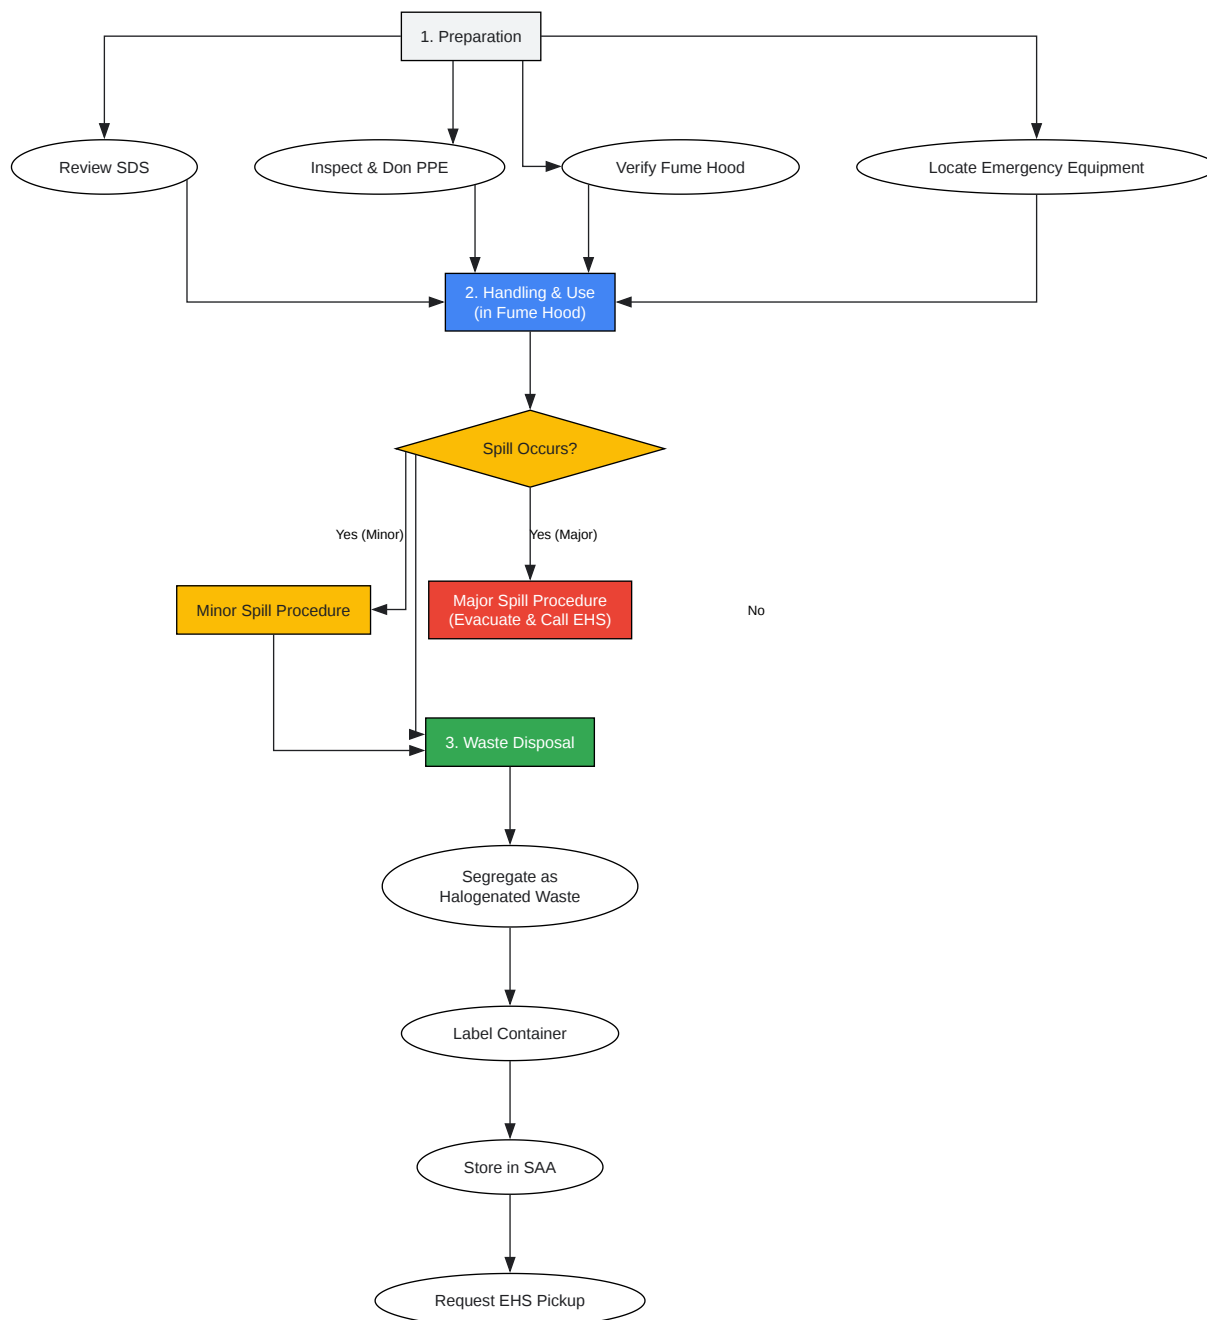 1. Preparation
Review SDS
Inspect & Don PPE
Verify Fume Hood
Locate Emergency Equipment
2. Handling & Use
(in Fume Hood)
Spill Occurs?
Yes (Minor)
Yes (Major)
Minor Spill Procedure
Major Spill Procedure
(Evacuate & Call EHS)
No
3. Waste Disposal
Segregate as
Halogenated Waste
Label Container
Store in SAA
Request EHS Pickup